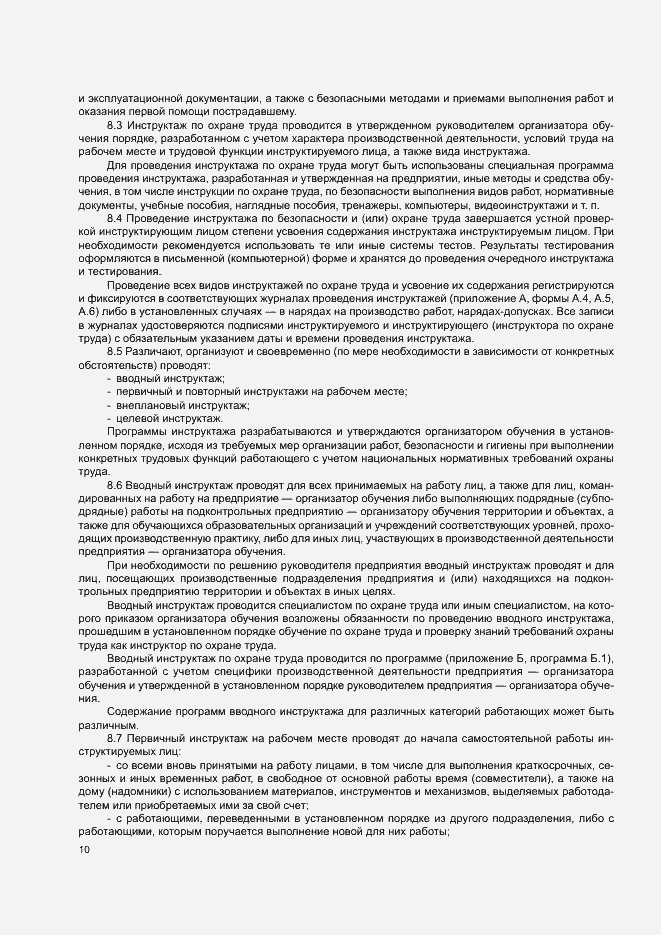 и эксплуатационной документации, а также с безопасными методами и приемами выполнения работ и
оказания первой помощи пострадавшему.
8.3 Инструктаж по охране труда проводится в утвержденном руководителем организатора обу-
чения порядке, разработанном с учетом характера производственной деятельности, условий труда на
рабочем месте и трудовой функции инструктируемого лица, а также вида инструктажа.
Для проведения инструктажа по охране труда могут быть использованы специальная программа
проведения инструктажа, разработанная и утвержденная на предприятии, иные методы и средства обу-
чения, в том числе инструкции по охране труда, по безопасности выполнения видов работ, нормативные
документы, учебные пособия, наглядные пособия, тренажеры, компьютеры, видеоинструктажи и т. п.
8.4 Проведение инструктажа по безопасности и (или) охране труда завершается устной провер-
кой инструктирующим лицом степени усвоения содержания инструктажа инструктируемым лицом. При
необходимости рекомендуется использовать те или иные системы тестов. Результаты тестирования
оформляются в письменной (компьютерной) форме и хранятся до проведения очередного инструктажа
и тестирования.
Проведение всех видов инструктажей по охране труда и усвоение их содержания регистрируются
и фиксируются в соответствующих журналах проведения инструктажей (приложение А, формы А.4, А.5,
А.6) либо в установленных случаях — в нарядах на производство работ, нарядах-допусках. Все записи
в журналах удостоверяются подписями инструктируемого и инструктирующего (инструктора по охране
труда) с обязательным указанием даты и времени проведения инструктажа.
8.5 Различают, организуют и своевременно (по мере необходимости в зависимости от конкретных
обстоятельств) проводят:
- вводный инструктаж;
- первичный и повторный инструктажи на рабочем месте;
- внеплановый инструктаж;
- целевой инструктаж.
Программы инструктажа разрабатываются и утверждаются организатором обучения в установ-
ленном порядке, исходя из требуемых мер организации работ, безопасности и гигиены при выполнении
конкретных трудовых функций работающего с учетом национальных нормативных требований охраны
труда.
8.6 Вводный инструктаж проводят для всех принимаемых на работу лиц, а также для лиц, коман-
дированных на работу на предприятие — организатор обучения либо выполняющих подрядные (субпо-
дрядные) работы на подконтрольных предприятию — организатору обучения территории и объектах, а
также для обучающихся образовательных организаций и учреждений соответствующих уровней, прохо-
дящих производственную практику, либо для иных лиц, участвующих в производственной деятельности
предприятия — организатора обучения.
При необходимости по решению руководителя предприятия вводный инструктаж проводят и для
лиц, посещающих производственные подразделения предприятия и (или) находящихся на подкон-
трольных предприятию территории и объектах в иных целях.
Вводный инструктаж проводится специалистом по охране труда или иным специалистом, на кото-
рого приказом организатора обучения возложены обязанности по проведению вводного инструктажа,
прошедшим в установленном порядке обучение по охране труда и проверку знаний требований охраны
труда как инструктор по охране труда.
Вводный инструктаж по охране труда проводится по программе (приложение Б, программа Б.1),
разработанной с учетом специфики производственной деятельности предприятия — организатора
обучения и утвержденной в установленном порядке руководителем предприятия — организатора обуче-
ния.
Содержание программ вводного инструктажа для различных категорий работающих может быть
различным.
8.7 Первичный инструктаж на рабочем месте проводят до начала самостоятельной работы ин-
структируемых лиц:
- со всеми вновь принятыми на работу лицами, в том числе для выполнения краткосрочных, се-
зонных и иных временных работ, в свободное от основной работы время (совместители), а также на
дому (надомники) с использованием материалов, инструментов и механизмов, выделяемых работода-
телем или приобретаемых ими за свой счет;
- с работающими, переведенными в установленном порядке из другого подразделения, либо с
работающими, которым поручается выполнение новой для них работы;
10